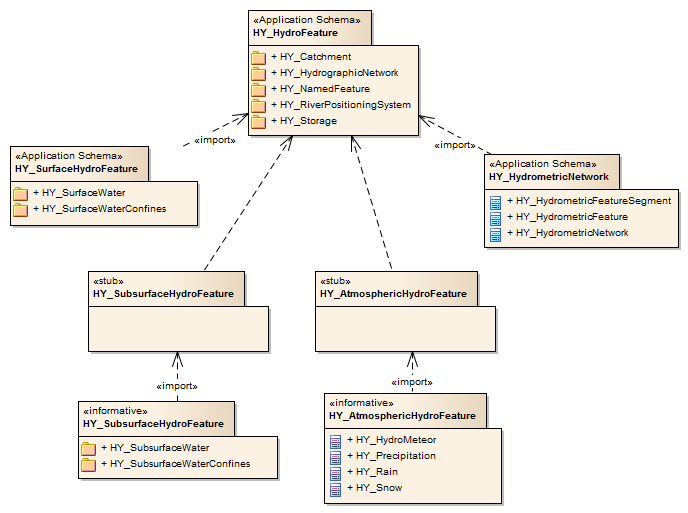 «Application Schema»
HY_HydroFeature
+ HY_Catchment
+ HY_HydrographicNetwork
+ HY_NamedFeature
+ HY_RiverPositioningSystem
+ HY_Storage
«import»
«import»
«Application Schema»
HY_SurfaceHydroFeature
+ HY_SurfaceWater
+ HY_SurfaceWaterConfines
«Application Schema»
HY_HydrometricNetwork
+ HY_HydrometricFeatureSegment
+ HY_HydrometricFeature
+ HY_HydrometricNetwork
«stub»
HY_SubsurfaceHydroFeature
«stub»
HY_AtmosphericHydroFeature
«import»
«import»
«informative»
HY_SubsurfaceHydroFeature
+ HY_SubsurfaceWater
+ HY_SubsurfaceWaterConfines
«informative»
HY_AtmosphericHydroFeature
+ HY_HydroMeteor
+ HY_Precipitation
+ HY_Rain
+ HY_Snow